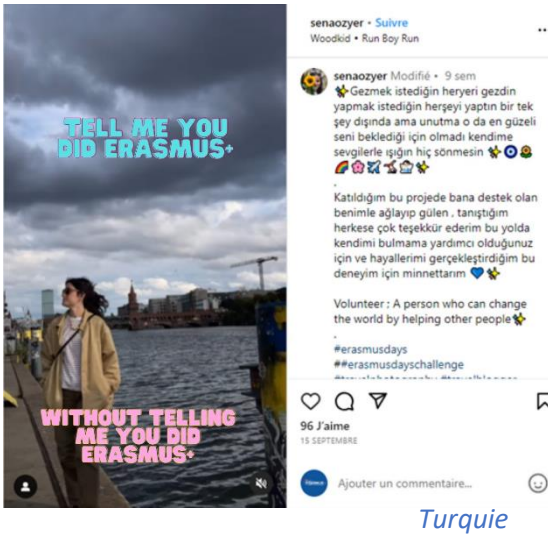 TELL ME YOU
DID ERASMUS+
WITHOUT TELLING
ME YOU DID
ERASMUS+
senaozyer • Suivre
Woodkid • Run Boy Run
senaozyer Modifié • 9 sem
✨Gezmek istediğin heryeri gezdin
yapmak istediğin herşeyi yaptın bir tek
şey dışında ama unutma o da en güzeli
seni beklediği için olmadı kendime
sevgilerle ışığın hiç sönmesin ✨🧿🌻
.
Katıldığım bu projede bana destek olan
benimle ağlayıp gülen , tanıştığım
herkese çok teşekkür ederim bu yolda
kendimi bulmama yardımcı olduğunuz
için ve hayallerimi gerçekleştirdiğim bu
deneyim için minnettarım 💙✨
Volunteer : A person who can change
the world by helping other people✨
.
#erasmusdays
##erasmusdayschallenge
96 J'aime
15 SEPTEMBRE
Ajouter un commentaire...
Turquie